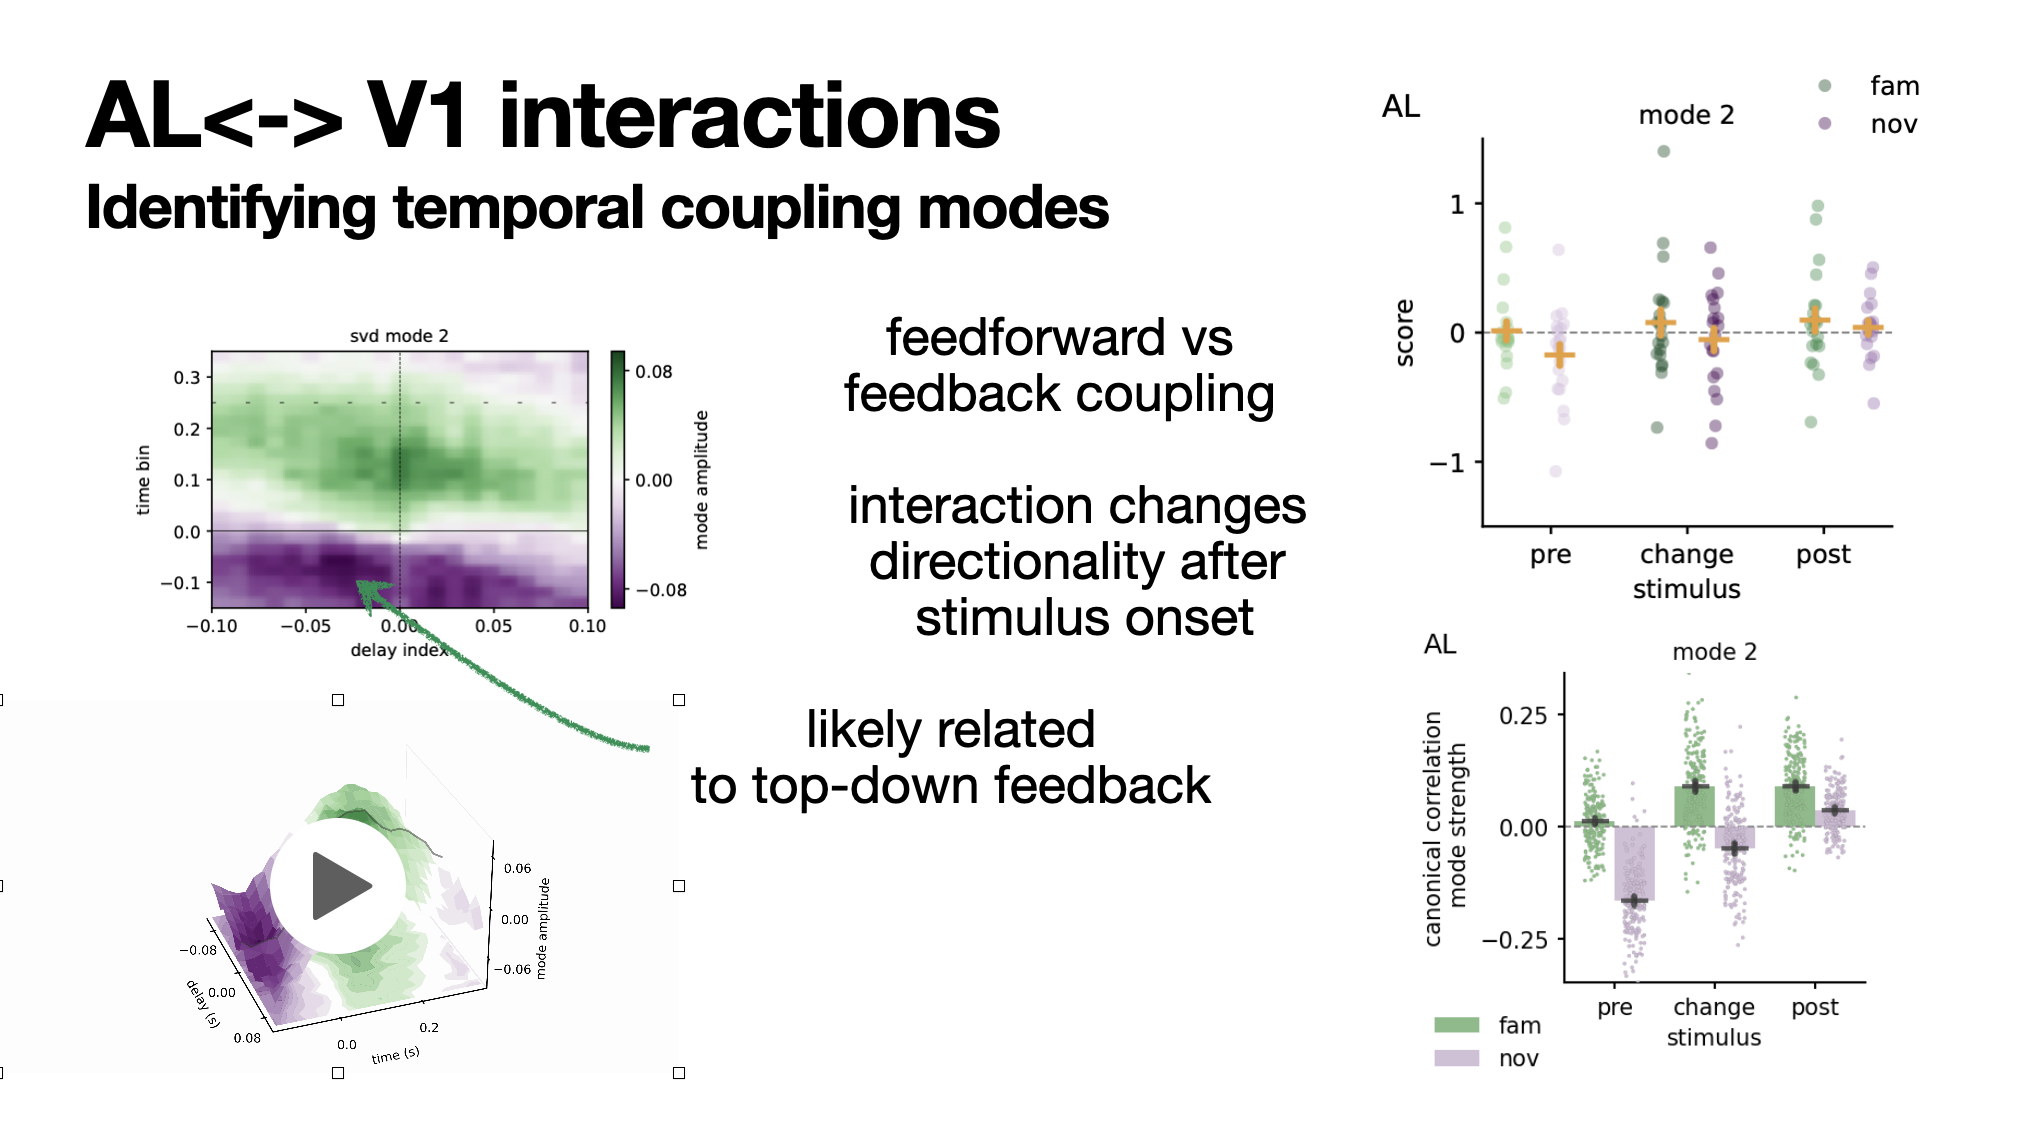 AL<-> V1 interactions
Identifying temporal coupling modes
svd mode 2
0.3
0.2
0.1
0.0
−0.1
time bin
−0.10
−0.05
0.00
0.05
0.10
delay index
0.08
0.00
−0.08
mode amplitude
feedforward vs
feedback coupling
interaction changes
directionality after
stimulus onset
likely related
to top-down feedback
−0.08
0.00
0.08
delay (s)
0.0
0.2
time (s)
0.06
0.00
−0.06
mode amplitude
AL
mode 2
fam
nov
1
0
−1
score
pre
change
post
stimulus
AL
mode 2
0.25
0.00
−0.25
canonical correlation
mode strength
pre
change
post
stimulus
fam
nov